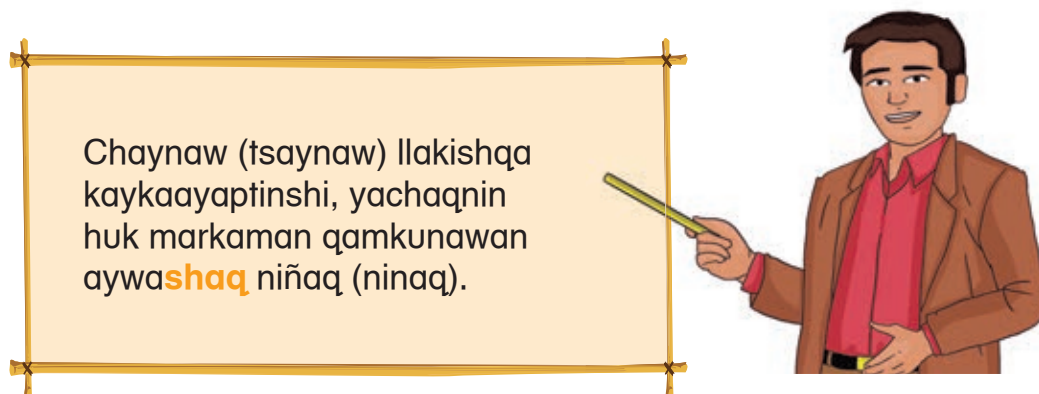 Chaynaw (tsaynaw) llakishqa
kaykaayaptinshi, yachaqnin
huk markaman qamkunawan
aywashaq niñaq (ninaq).